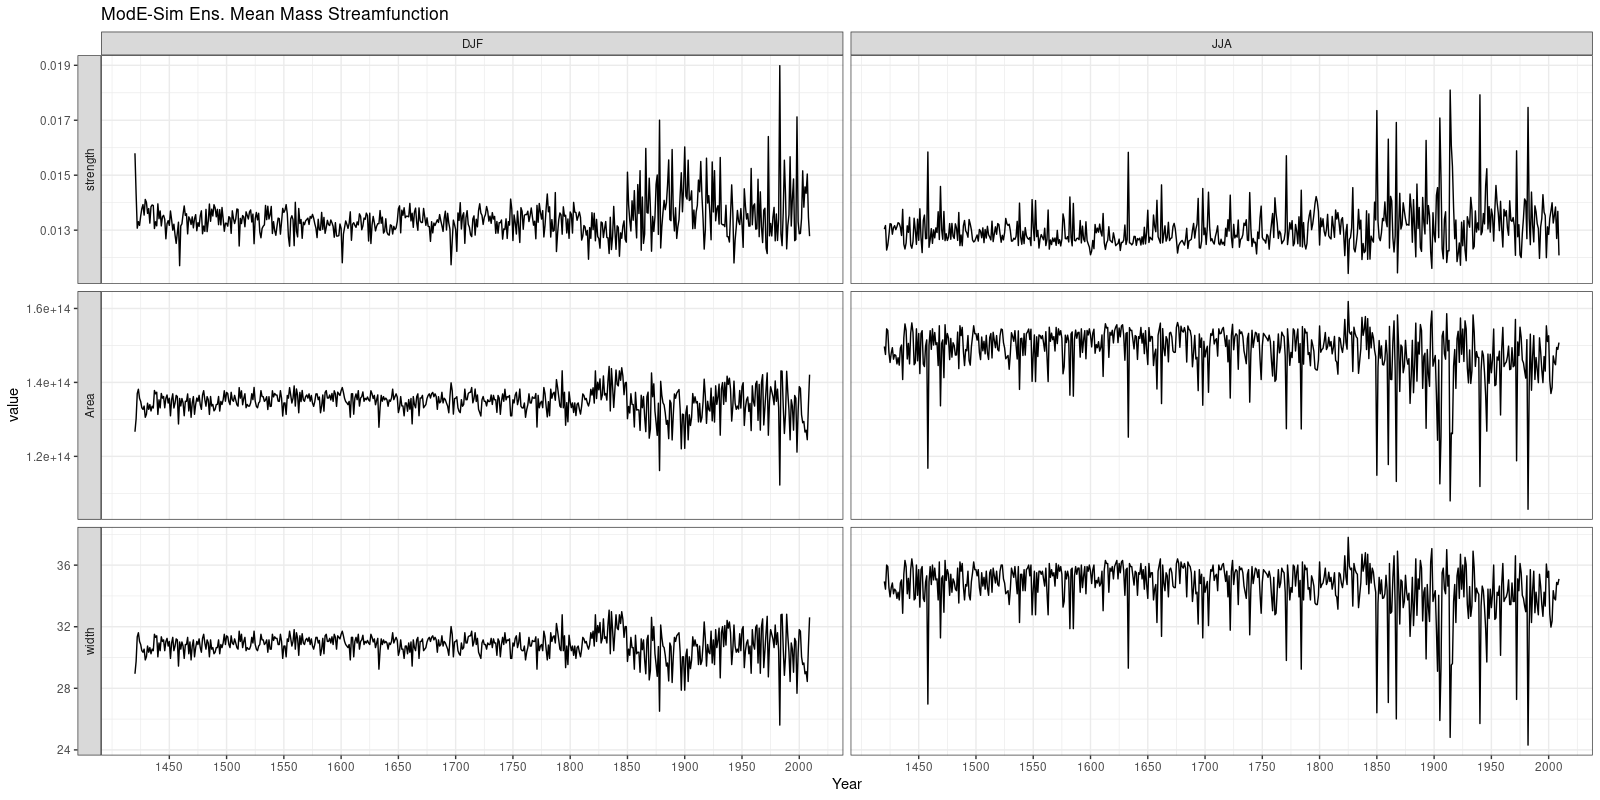 ModE-Sim Ens. Mean Mass Streamfunction
DJF
JJA
strength
0.019
0.017
0.015
0.013
value
Area
1.6e+14
1.4e+14
1.2e+14
width
36
32
28
24
1450 1500 1550 1600 1650 1700 1750 1800 1850 1900 1950 2000
1450 1500 1550 1600 1650 1700 1750 1800 1850 1900 1950 2000
Year